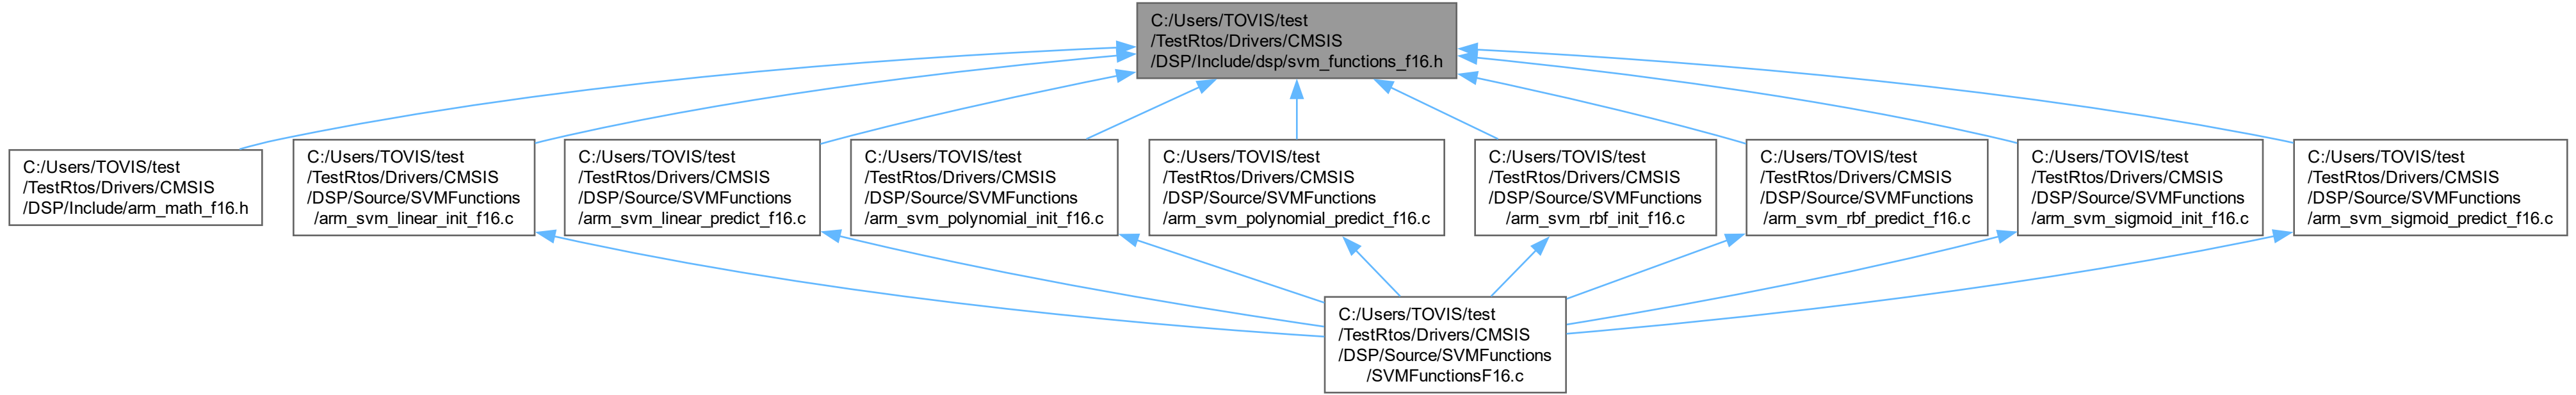 C:/Users/TOVIS/test
/TestRtos/Drivers/CMSIS
/DSP/Include/dsp/svm_functions_f16.h
C:/Users/TOVIS/test
/TestRtos/Drivers/CMSIS
/DSP/Include/arm_math_f16.h
C:/Users/TOVIS/test
/TestRtos/Drivers/CMSIS
/DSP/Source/SVMFunctions
/arm_svm_linear_init_f16.c
C:/Users/TOVIS/test
/TestRtos/Drivers/CMSIS
/DSP/Source/SVMFunctions
/arm_svm_linear_predict_f16.c
C:/Users/TOVIS/test
/TestRtos/Drivers/CMSIS
/DSP/Source/SVMFunctions
/arm_svm_polynomial_init_f16.c
C:/Users/TOVIS/test
/TestRtos/Drivers/CMSIS
/DSP/Source/SVMFunctions
/arm_svm_polynomial_predict_f16.c
C:/Users/TOVIS/test
/TestRtos/Drivers/CMSIS
/DSP/Source/SVMFunctions
/arm_svm_rbf_init_f16.c
C:/Users/TOVIS/test
/TestRtos/Drivers/CMSIS
/DSP/Source/SVMFunctions
/arm_svm_rbf_predict_f16.c
C:/Users/TOVIS/test
/TestRtos/Drivers/CMSIS
/DSP/Source/SVMFunctions
/arm_svm_sigmoid_init_f16.c
C:/Users/TOVIS/test
/TestRtos/Drivers/CMSIS
/DSP/Source/SVMFunctions
/arm_svm_sigmoid_predict_f16.c
C:/Users/TOVIS/test
/TestRtos/Drivers/CMSIS
/DSP/Source/SVMFunctions
/SVMFunctionsF16.c